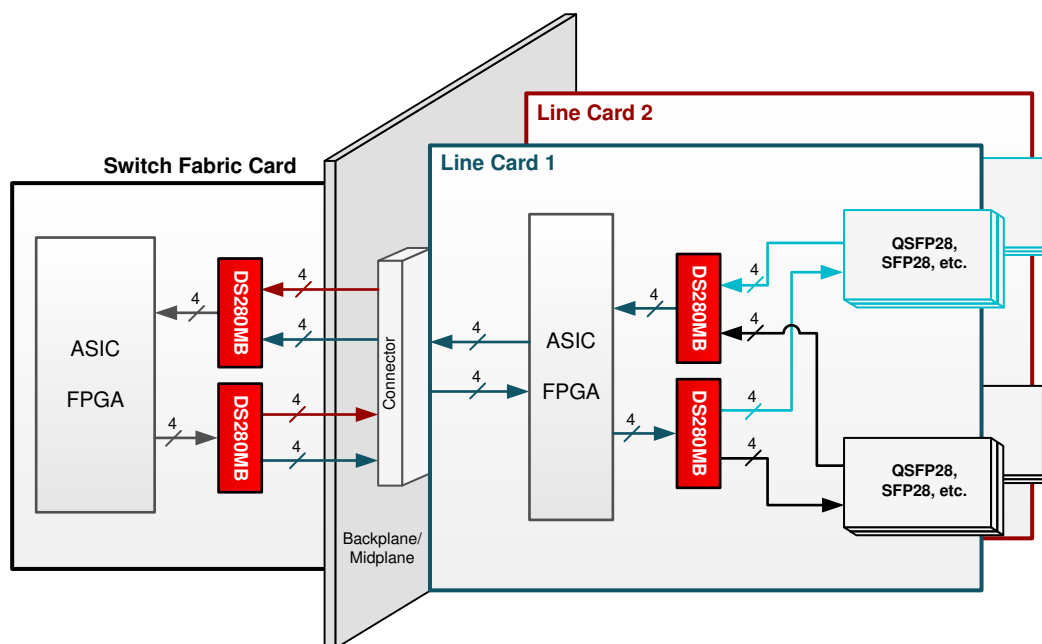 Line Card 2
Line Card 1
Switch Fabric Card
ASIC
FPGA
4
DS280MB
4
4
4
DS280MB
4
4
Connector
Backplane/
Midplane
4
4
ASIC
FPGA
4
DS280MB
4
4
4
DS280MB
4
4
QSFP28,
SFP28, etc.
QSFP28,
SFP28, etc.